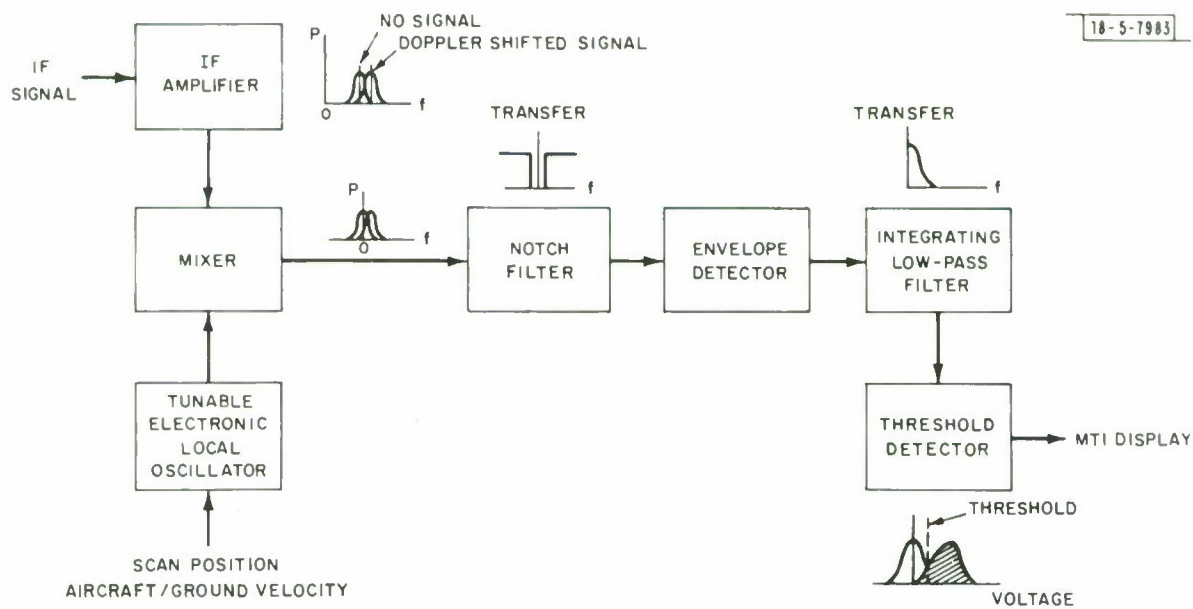 18-5-7983
NO SIGNAL
DOPPLER SHIFTED SIGNAL
P
f
0
IF
SIGNAL
IF
AMPLIFIER
TRANSFER
f
TRANSFER
f
P
f
0
MIXER
NOTCH
FILTER
ENVELOPE
DETECTOR
INTEGRATING
LOW-PASS
FILTER
TUNABLE
ELECTRONIC
LOCAL
OSCILLATOR
THRESHOLD
DETECTOR
MTI DISPLAY
THRESHOLD
VOLTAGE
SCAN POSITION
AIRCRAFT/GROUND VELOCITY